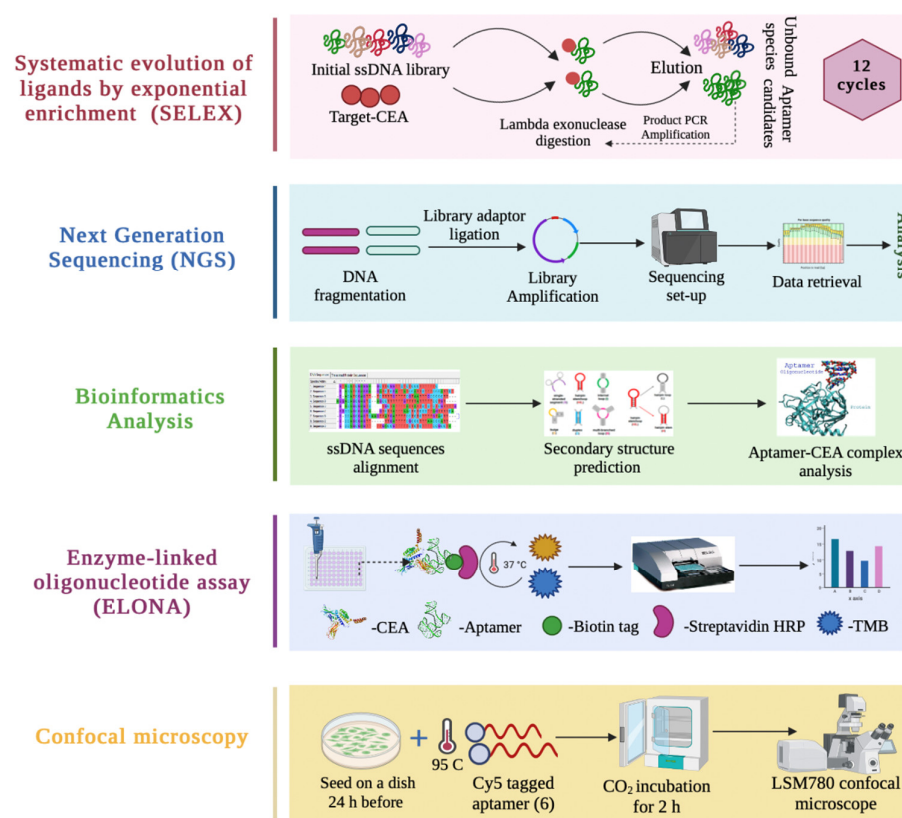 Systematic evolution of
ligands by exponential
enrichment (SELEX)
Initial ssDNA library
Target-CEA
Lambda exonuclease
digestion
Elution
Product PCR
Amplification
Unbound Aptamer
species candidates
12
cycles
Next Generation
Sequencing (NGS)
DNA
fragmentation
Library adaptor
ligation
Library
Amplification
Sequencing
set-up
Data retrieval
Analysis
Bioinformatics
Analysis
ssDNA sequences
alignment
Secondary structure
prediction
Aptamer
Oligonucleotide
Protein
Aptamer-CEA complex
analysis
Enzyme-linked
oligonucleotide assay
(ELONA)
37 °C
A B C D
x axis
-CEA
-Aptamer
-Biotin tag
-Streptavidin HRP
-TMB
Confocal microscopy
Seed on a dish
24 h before
+
95 C
Cy5 tagged
aptamer (6)
CO₂ incubation
for 2 h
LSM780 confocal
microscope